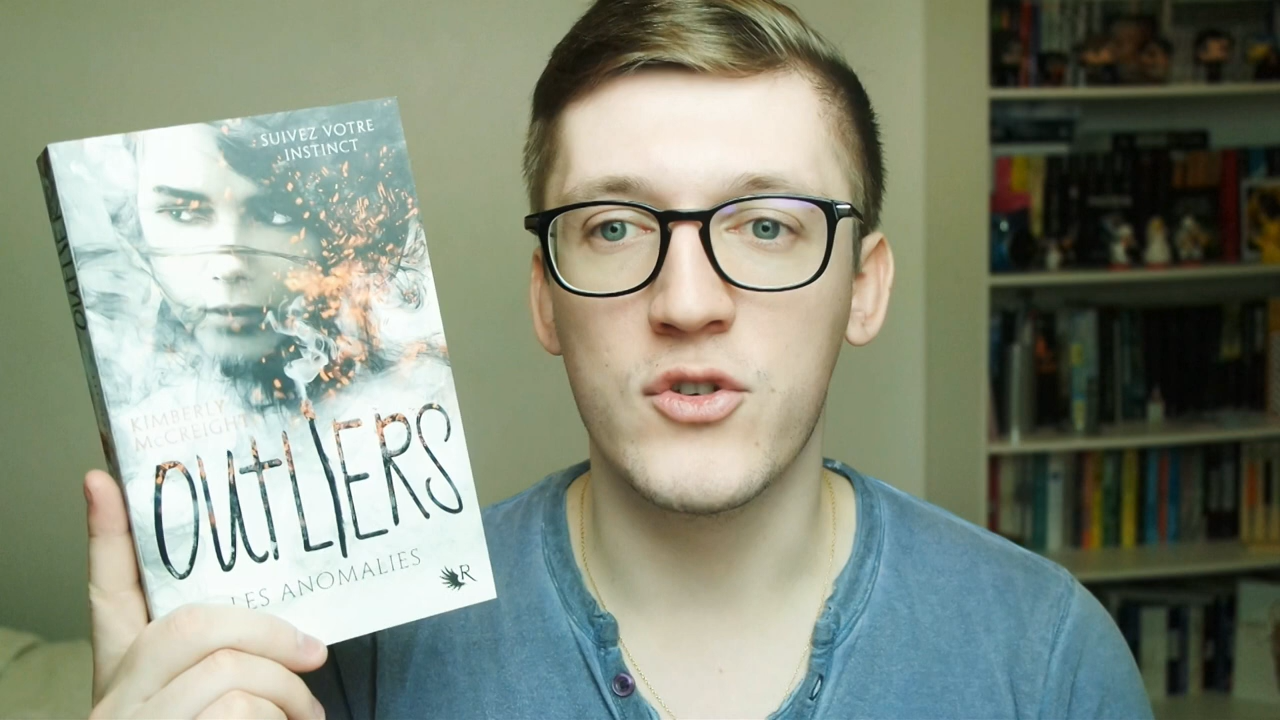 SUIVEZ VOTRE
INSTINCT
KIMBERLY
McCREIGHT
OUtLIERS
LES ANOMALIES
R